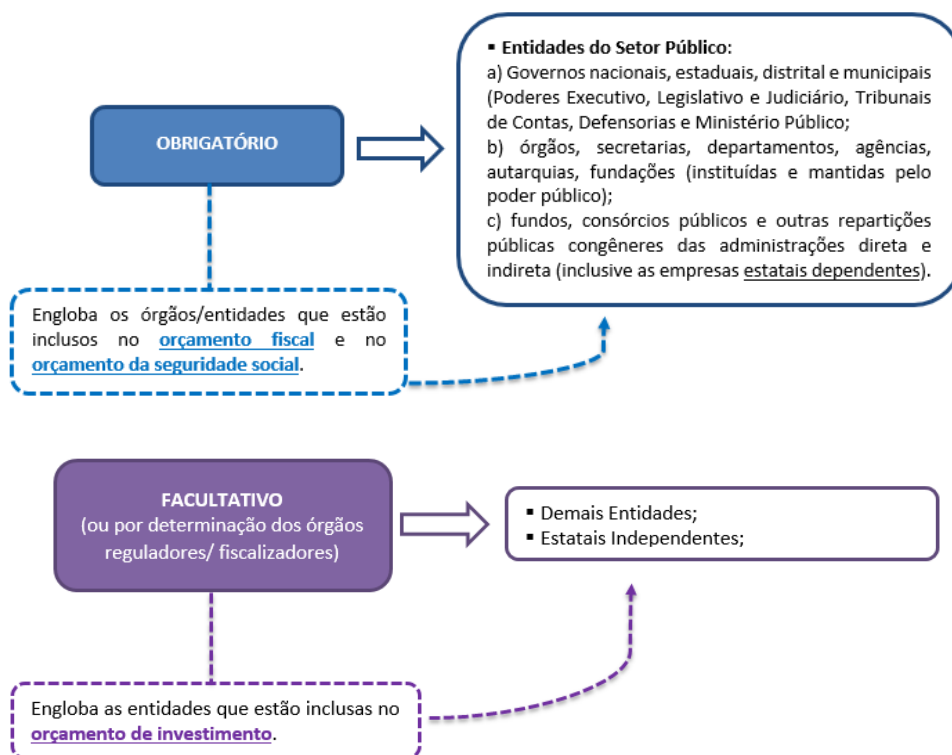 OBRIGATÓRIO
▪ Entidades do Setor Público:
a) Governos nacionais, estaduais, distrital e municipais
(Poderes Executivo, Legislativo e Judiciário, Tribunais
de Contas, Defensorias e Ministério Público;
b) órgãos, secretarias, departamentos, agências,
autarquias, fundações (instituídas e mantidas pelo
poder público);
c) fundos, consórcios públicos e outras repartições
públicas congêneres das administrações direta e
indireta (inclusive as empresas estatais dependentes).
Engloba os órgãos/entidades que estão
inclusos no orçamento fiscal e no
orçamento da seguridade social.
FACULTATIVO
(ou por determinação dos órgãos
reguladores/ fiscalizadores)
▪ Demais Entidades;
▪ Estatais Independentes;
Engloba as entidades que estão inclusas no
orçamento de investimento.